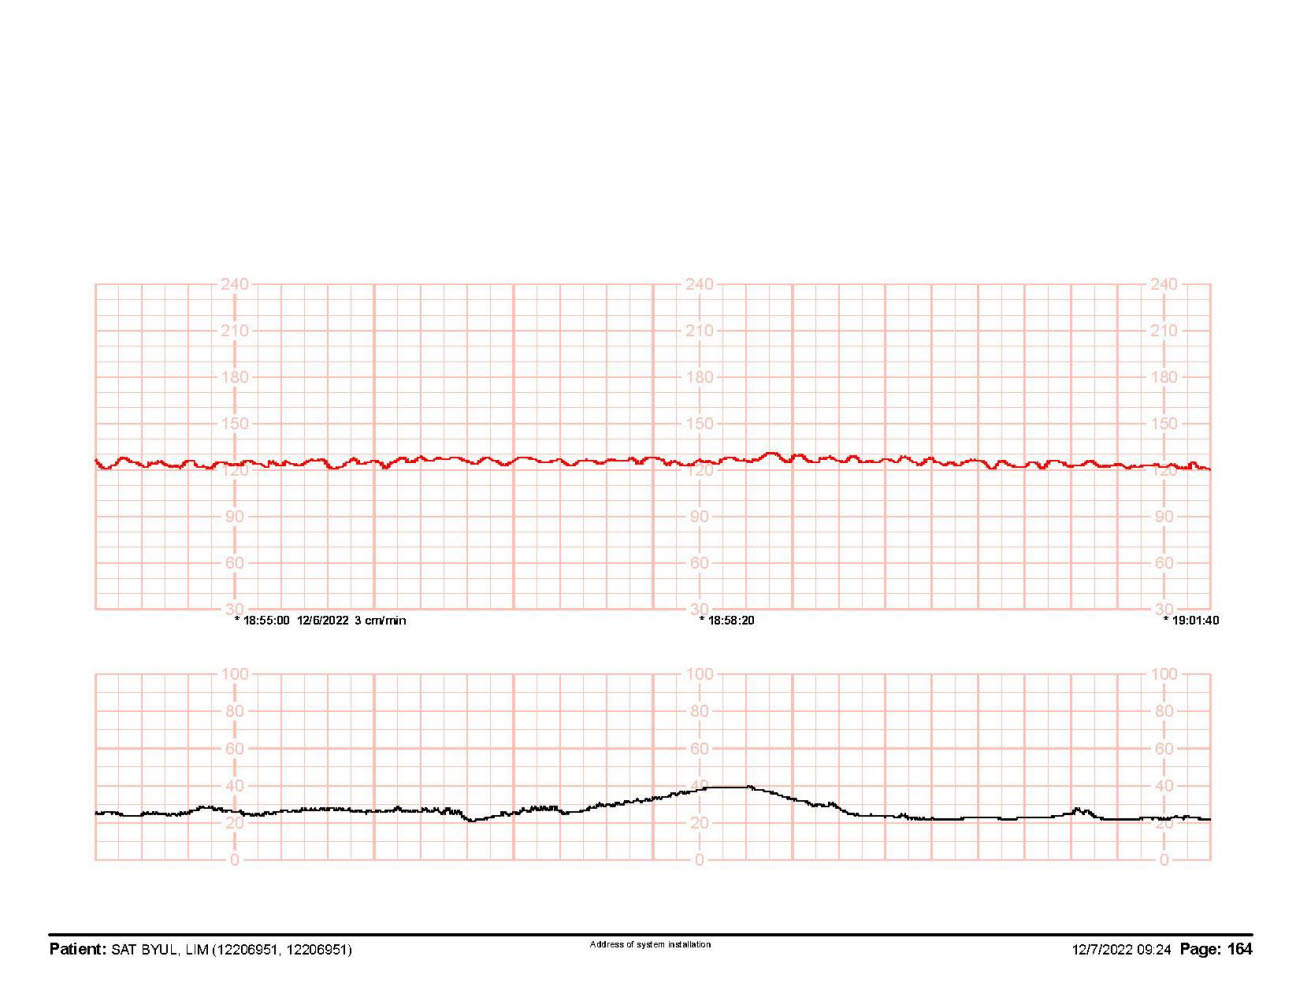 240 240 240
210 210 210
180 180 180
150 150 150
120 120 120
90 90 90
60 60 60
30 30 30
* 18:55:00 12/6/2022 3 cm/min * 18:58:20 * 19:01:40
100 100 100
80 80 80
60 60 60
40 40 40
20 20 20
0 0 0
Patient: SAT BYUL, LIM (12206951, 12206951) Address of system installation 12/7/2022 09:24 Page: 164